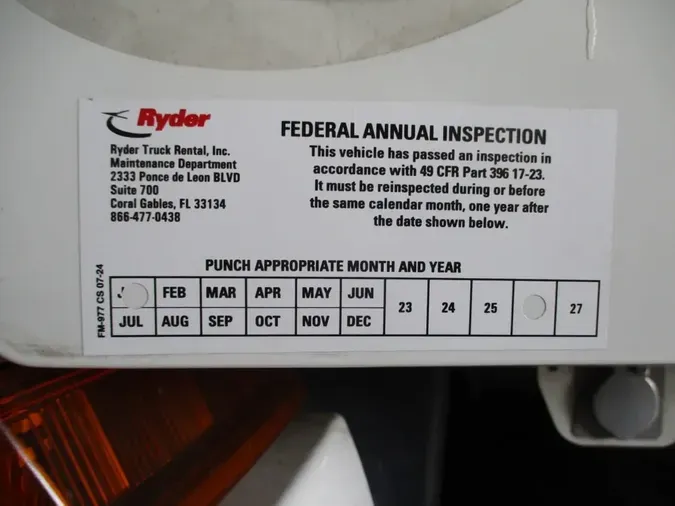 Ryder
Ryder Truck Rental, Inc.
Maintenance Department
2333 Ponce de Leon BLVD
Suite 700
Coral Gables, FL 33134
866-477-0438
FEDERAL ANNUAL INSPECTION
This vehicle has passed an inspection in
accordance with 49 CFR Part 396 17-23.
It must be reinspected during or before
the same calendar month, one year after
the date shown below.
PUNCH APPROPRIATE MONTH AND YEAR
FEB MAR APR MAY JUN
23 24 25 27
JUL AUG SEP OCT NOV DEC
FM-977 CS 07-24